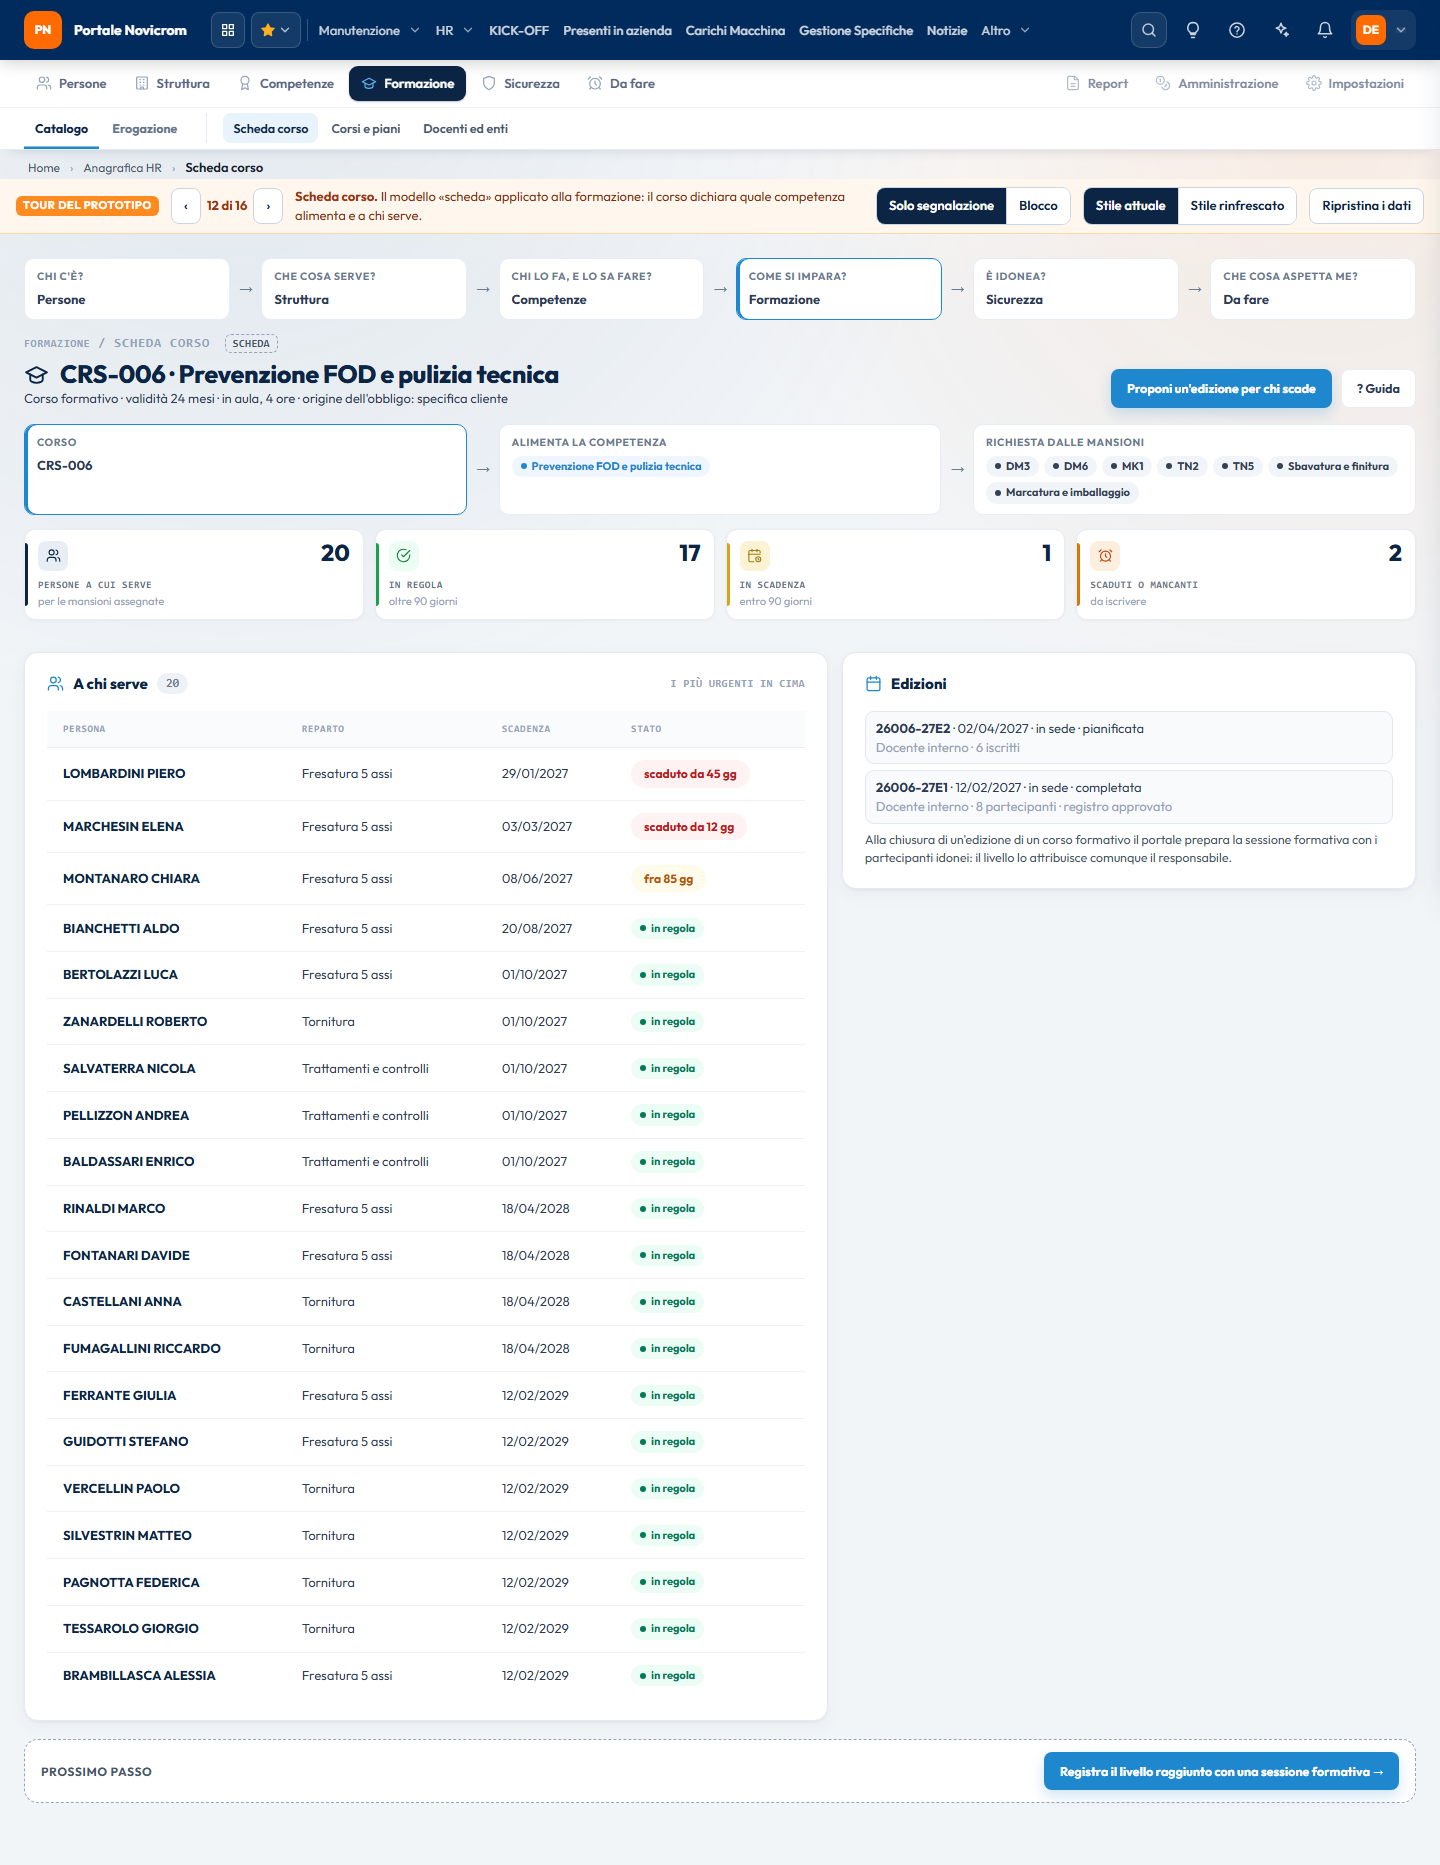 PN Portale Novicrom Manutenzione HR KICK-OFF Presenti in azienda Carichi Macchina Gestione Specifiche Notizie Altro DE
Persone Struttura Competenze Formazione Sicurezza Da fare Report Amministrazione Impostazioni
Catalogo Erogazione Scheda corso Corsi e piani Docenti ed enti
Home › Anagrafica HR › Scheda corso
TOUR DEL PROTOTIPO ‹ 12 di 16 › Scheda corso. Il modello «scheda» applicato alla formazione: il corso dichiara quale competenza
alimenta e a chi serve.
Solo segnalazione Blocco Stile attuale Stile rinfrescato Ripristina i dati
CHI C'È?
Persone
→
CHE COSA SERVE?
Struttura
→
CHI LO FA, E LO SA FARE?
Competenze
→
COME SI IMPARA?
Formazione
→
È IDONEA?
Sicurezza
→
CHE COSA ASPETTA ME?
Da fare
FORMAZIONE / SCHEDA CORSO SCHEDA
CRS-006 · Prevenzione FOD e pulizia tecnica
Corso formativo · validità 24 mesi · in aula, 4 ore · origine dell'obbligo: specifica cliente
Proponi un'edizione per chi scade ? Guida
CORSO
CRS-006
→
ALIMENTA LA COMPETENZA
Prevenzione FOD e pulizia tecnica
→
RICHIESTA DALLE MANSIONI
DM3 DM6 MK1 TN2 TN5 Sbavatura e finitura
Marcatura e imballaggio
20
PERSONE A CUI SERVE
per le mansioni assegnate
17
IN REGOLA
oltre 90 giorni
1
IN SCADENZA
entro 90 giorni
2
SCADUTI O MANCANTI
da iscrivere
A chi serve 20 I PIÙ URGENTI IN CIMA
PERSONA REPARTO SCADENZA STATO
LOMBARDINI PIERO Fresatura 5 assi 29/01/2027 scaduto da 45 gg
MARCHESIN ELENA Fresatura 5 assi 03/03/2027 scaduto da 12 gg
MONTANARO CHIARA Fresatura 5 assi 08/06/2027 fra 85 gg
BIANCHETTI ALDO Fresatura 5 assi 20/08/2027 in regola
BERTOLAZZI LUCA Fresatura 5 assi 01/10/2027 in regola
ZANARDELLI ROBERTO Tornitura 01/10/2027 in regola
SALVATERRA NICOLA Trattamenti e controlli 01/10/2027 in regola
PELLIZZON ANDREA Trattamenti e controlli 01/10/2027 in regola
BALDASSARI ENRICO Trattamenti e controlli 01/10/2027 in regola
RINALDI MARCO Fresatura 5 assi 18/04/2028 in regola
FONTANARI DAVIDE Fresatura 5 assi 18/04/2028 in regola
CASTELLANI ANNA Tornitura 18/04/2028 in regola
FUMAGALLINI RICCARDO Tornitura 18/04/2028 in regola
FERRANTE GIULIA Fresatura 5 assi 12/02/2029 in regola
GUIDOTTI STEFANO Fresatura 5 assi 12/02/2029 in regola
VERCELLIN PAOLO Tornitura 12/02/2029 in regola
SILVESTRIN MATTEO Tornitura 12/02/2029 in regola
PAGNOTTA FEDERICA Tornitura 12/02/2029 in regola
TESSAROLO GIORGIO Tornitura 12/02/2029 in regola
BRAMBILLASCA ALESSIA Fresatura 5 assi 12/02/2029 in regola
Edizioni
26006-27E2 · 02/04/2027 · in sede · pianificata
Docente interno · 6 iscritti
26006-27E1 · 12/02/2027 · in sede · completata
Docente interno · 8 partecipanti · registro approvato
Alla chiusura di un'edizione di un corso formativo il portale prepara la sessione formativa con i
partecipanti idonei: il livello lo attribuisce comunque il responsabile.
PROSSIMO PASSO Registra il livello raggiunto con una sessione formativa →